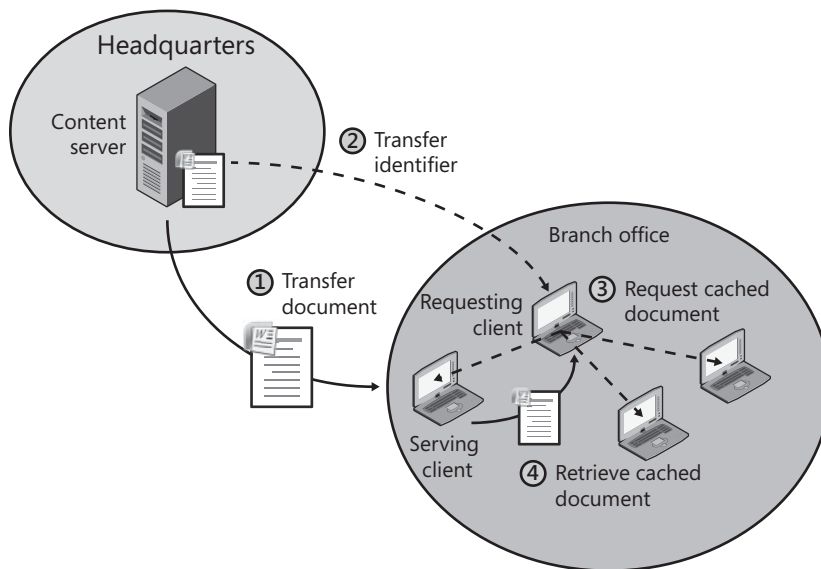 Headquarters
Content
server
② Transfer
identifier
① Transfer
document
Branch office
Requesting
client
③ Request cached
document
Serving
client
④ Retrieve cached
document
W